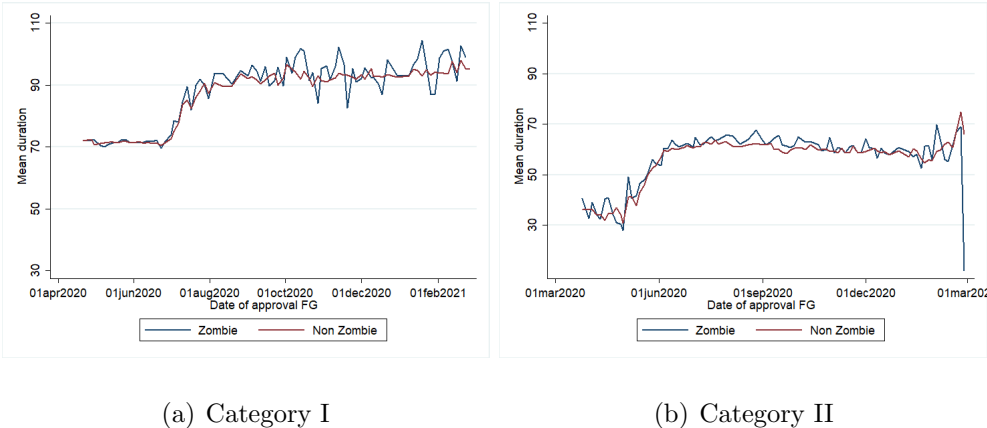 110
90
70
50
30
Mean duration
01apr2020 01jun2020 01aug2020 01oct2020 01dec2020 01feb2021
Date of approval FG
Zombie Non Zombie
(a) Category I
110
90
70
50
30
Mean duration
01mar2020 01jun2020 01sep2020 01dec2020 01mar202
Date of approval FG
Zombie Non Zombie
(b) Category II